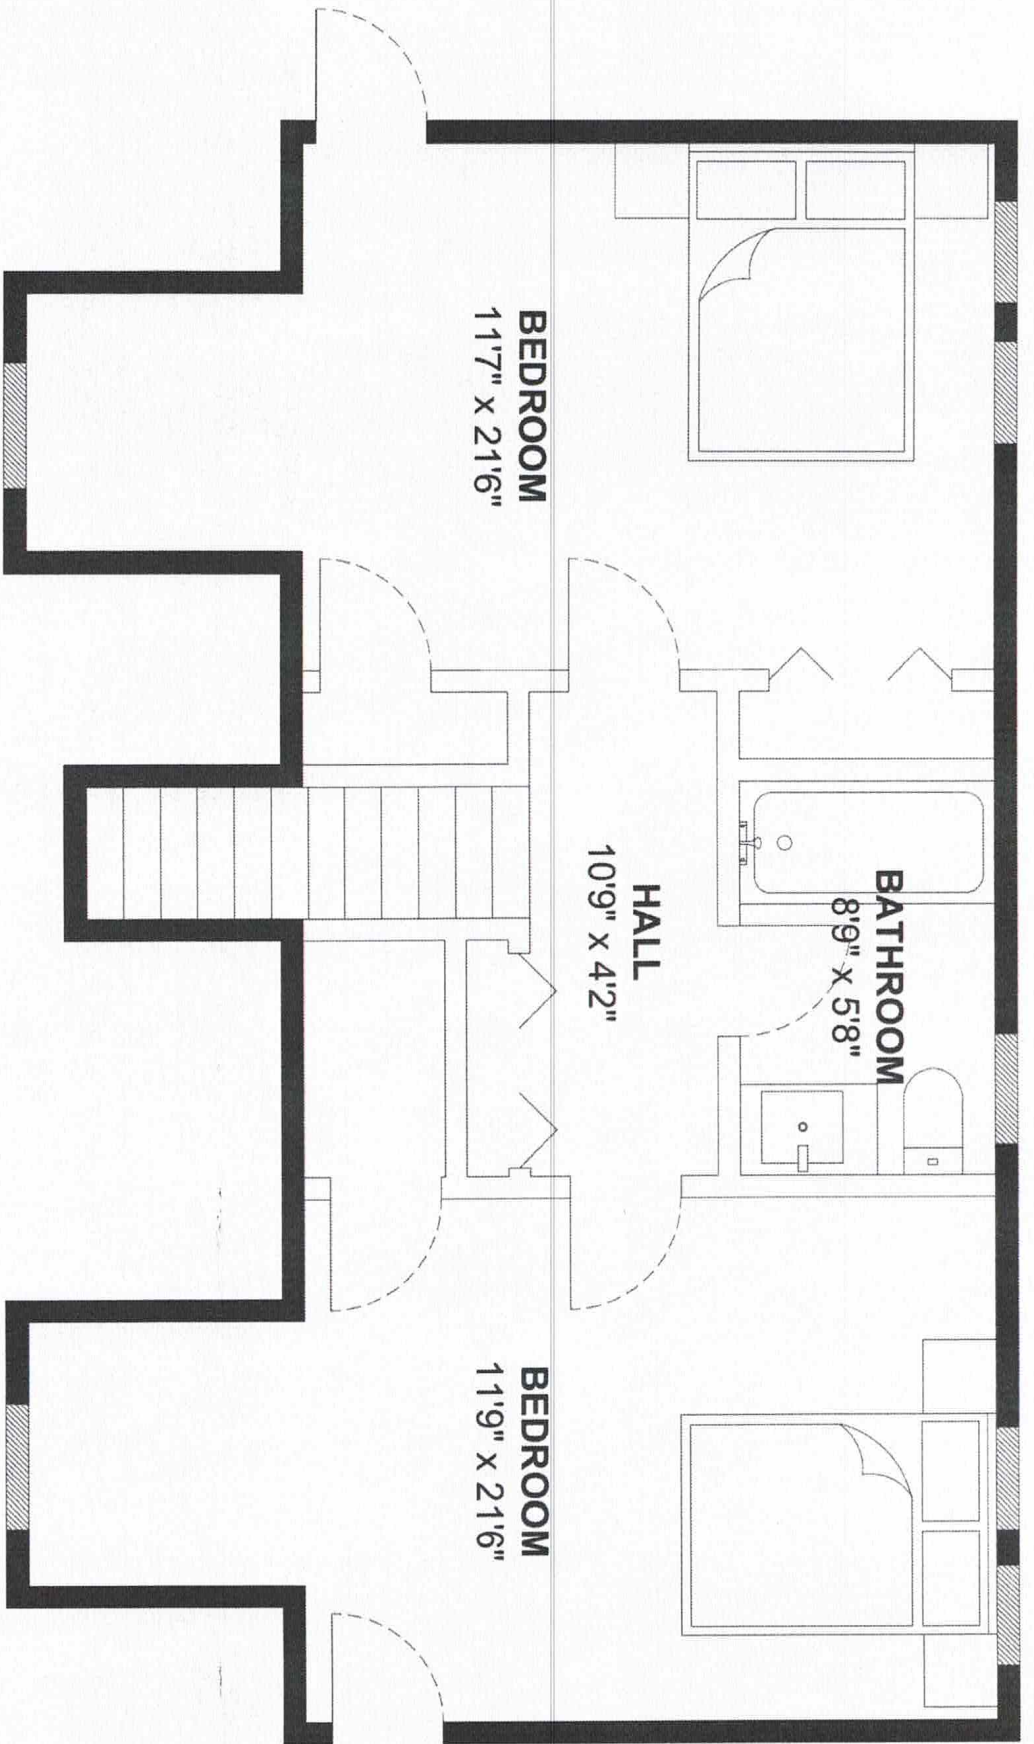 BEDROOM
11'7" x 21'6"
BATHROOM
8'9" x 5'8"
HALL
10'9" x 4'2"
BEDROOM
11'9" x 21'6"